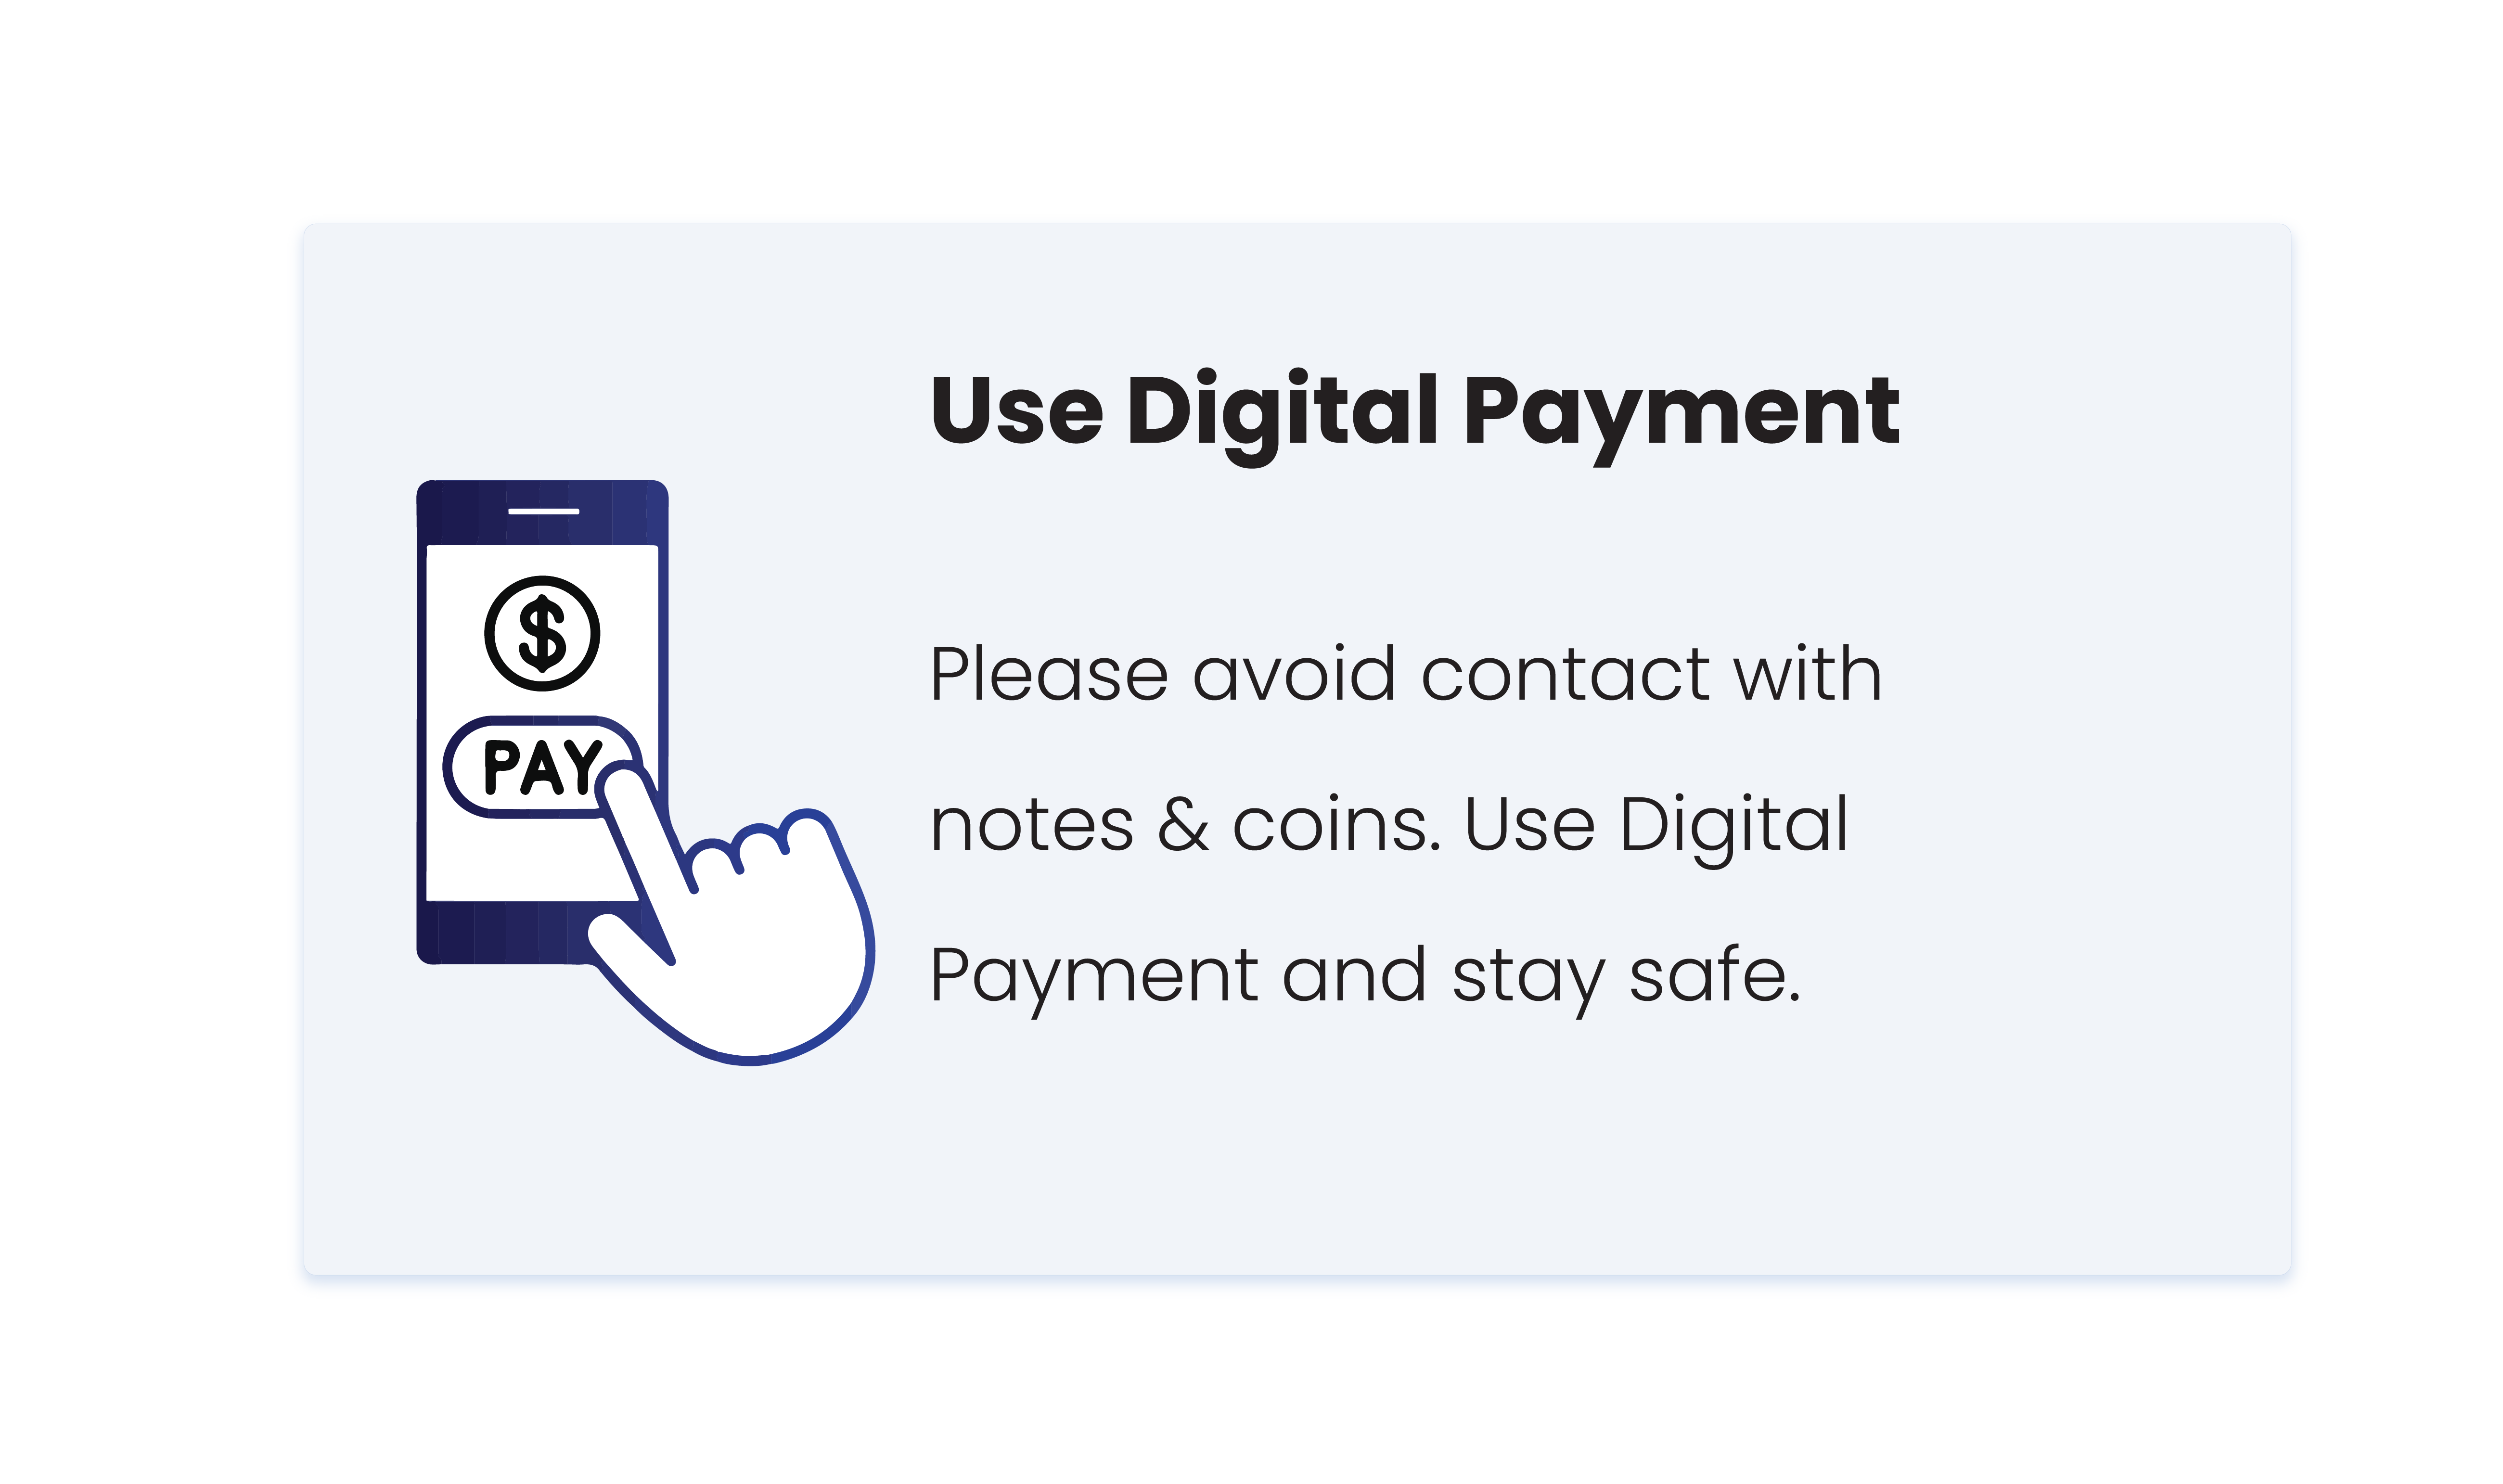 Use Digital Payment
$
PAY
Please avoid contact with
notes & coins. Use Digital
Payment and stay safe.